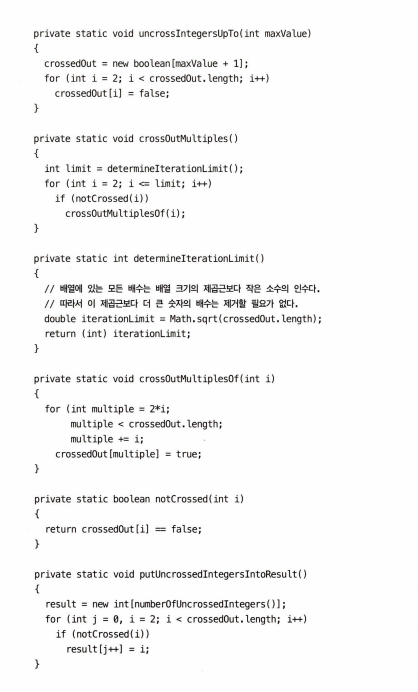 private static void uncrossIntegersUpTo(int maxValue)
{
crossedOut = new boolean[maxValue + 1];
for (int i = 2; i < crossedOut.length; i++)
crossedOut[i] = false;
}
private static void crossOutMultiples()
{
int limit = determineIterationLimit();
for (int i = 2; i <= limit; i++)
if (notCrossed(i))
crossOutMultiplesOf(i);
}
private static int determineIterationLimit()
{
// 배열에 있는 모든 배수는 배열 크기의 제곱근보다 작은 소수의 인수다.
// 따라서 이 제곱근보다 더 큰 숫자의 배수는 제거할 필요가 없다.
double iterationLimit = Math.sqrt(crossedOut.length);
return (int) iterationLimit;
}
private static void crossOutMultiplesOf(int i)
{
for (int multiple = 2*i;
multiple < crossedOut.length;
multiple += i)
crossedOut[multiple] = true;
}
private static boolean notCrossed(int i)
{
return crossedOut[i] == false;
}
private static void putUncrossedIntegersIntoResult()
{
result = new int[numberOfUncrossedIntegers()];
for (int j = 0, i = 2; i < crossedOut.length; i++)
if (notCrossed(i))
result[j++] = i;
}